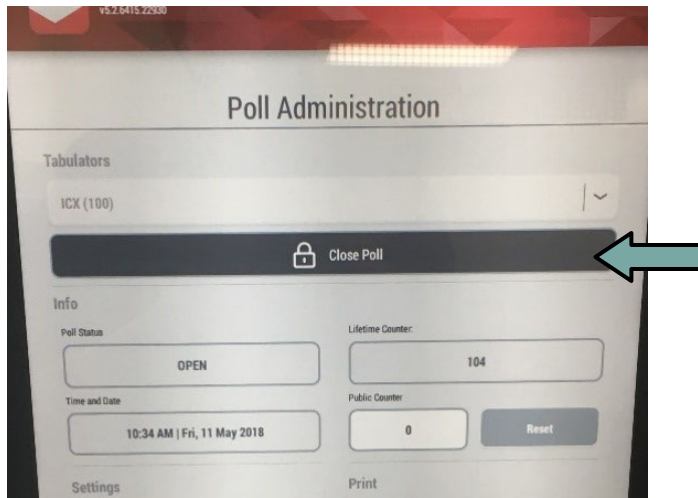 v5.2.6415.22930
Poll Administration
Tabulators
ICX (100)
Close Poll
Info
Poll Status
OPEN
Lifetime Counter:
104
Time and Date
10:34 AM | Fri, 11 May 2018
Public Counter
0
Reset
Settings
Print